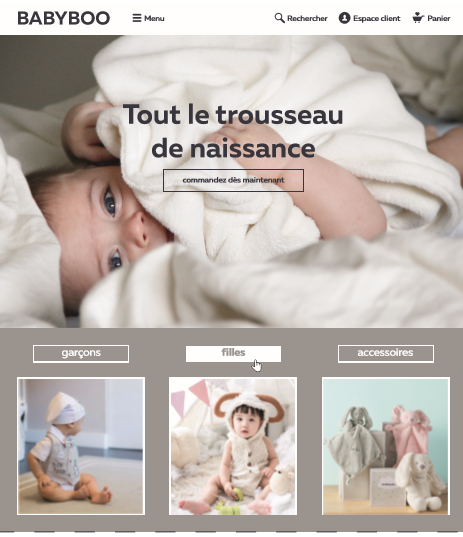 BABYBOO
Menu
Rechercher
Espace client
Panier
Tout le trousseau
de naissance
commandez dès maintenant
garçons
filles
accessoires